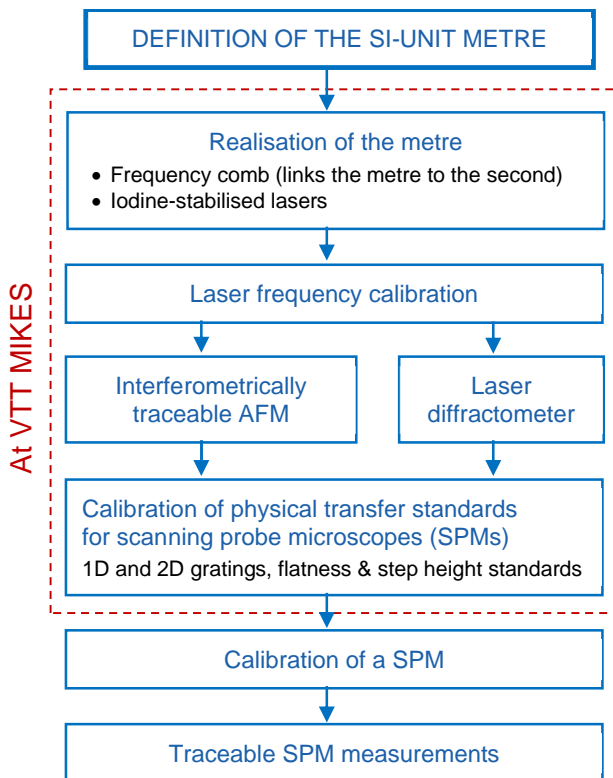 DEFINITION OF THE SI-UNIT METRE
At VTT MIKES
Realisation of the metre
• Frequency comb (links the metre to the second)
• Iodine-stabilised lasers
Laser frequency calibration
Interferometrically
traceable AFM
Laser
diffractometer
Calibration of physical transfer standards
for scanning probe microscopes (SPMs)
1D and 2D gratings, flatness & step height standards
Calibration of a SPM
Traceable SPM measurements